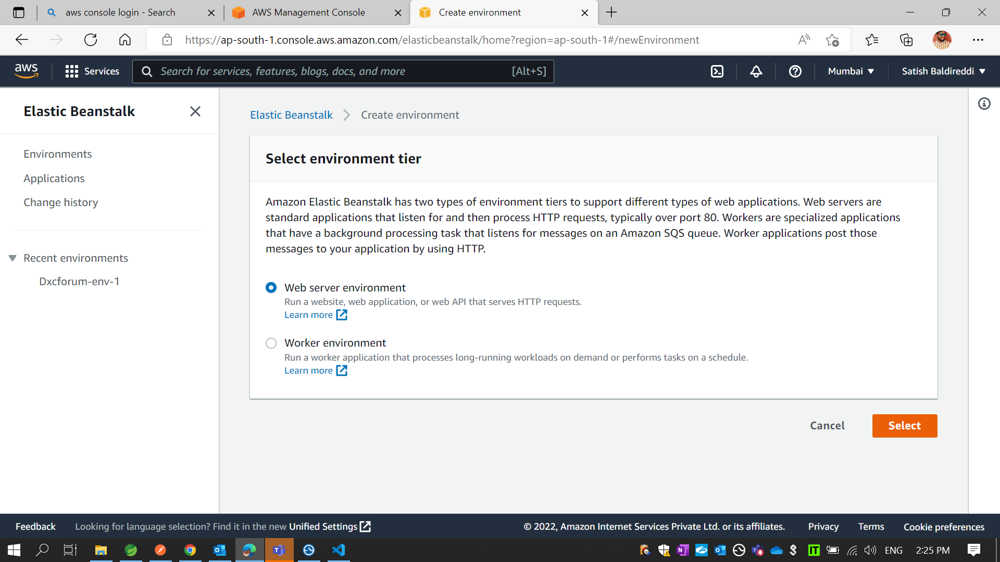 aws console login - Search
AWS Management Console
Create environment
https://ap-south-1.console.aws.amazon.com/elasticbeanstalk/home?region=ap-south-1#/newEnvironment
aws
Services
Search for services, features, blogs, docs, and more
[Alt+S]
Mumbai
Satish Baldireddi
Elastic Beanstalk
Environments
Applications
Change history
Recent environments
Dxcforum-env-1
Elastic Beanstalk
Create environment
Select environment tier
Amazon Elastic Beanstalk has two types of environment tiers to support different types of web applications. Web servers are
standard applications that listen for and then process HTTP requests, typically over port 80. Workers are specialized applications
that have a background processing task that listens for messages on an Amazon SQS queue. Worker applications post those
messages to your application by using HTTP.
Web server environment
Run a website, web application, or web API that serves HTTP requests.
Learn more
Worker environment
Run a worker application that processes long-running workloads on demand or performs tasks on a schedule.
Learn more
Cancel
Select
Feedback
Looking for language selection? Find it in the new Unified Settings
© 2022, Amazon Internet Services Private Ltd. or its affiliates.
Privacy
Terms
Cookie preferences
ENG
2:25 PM